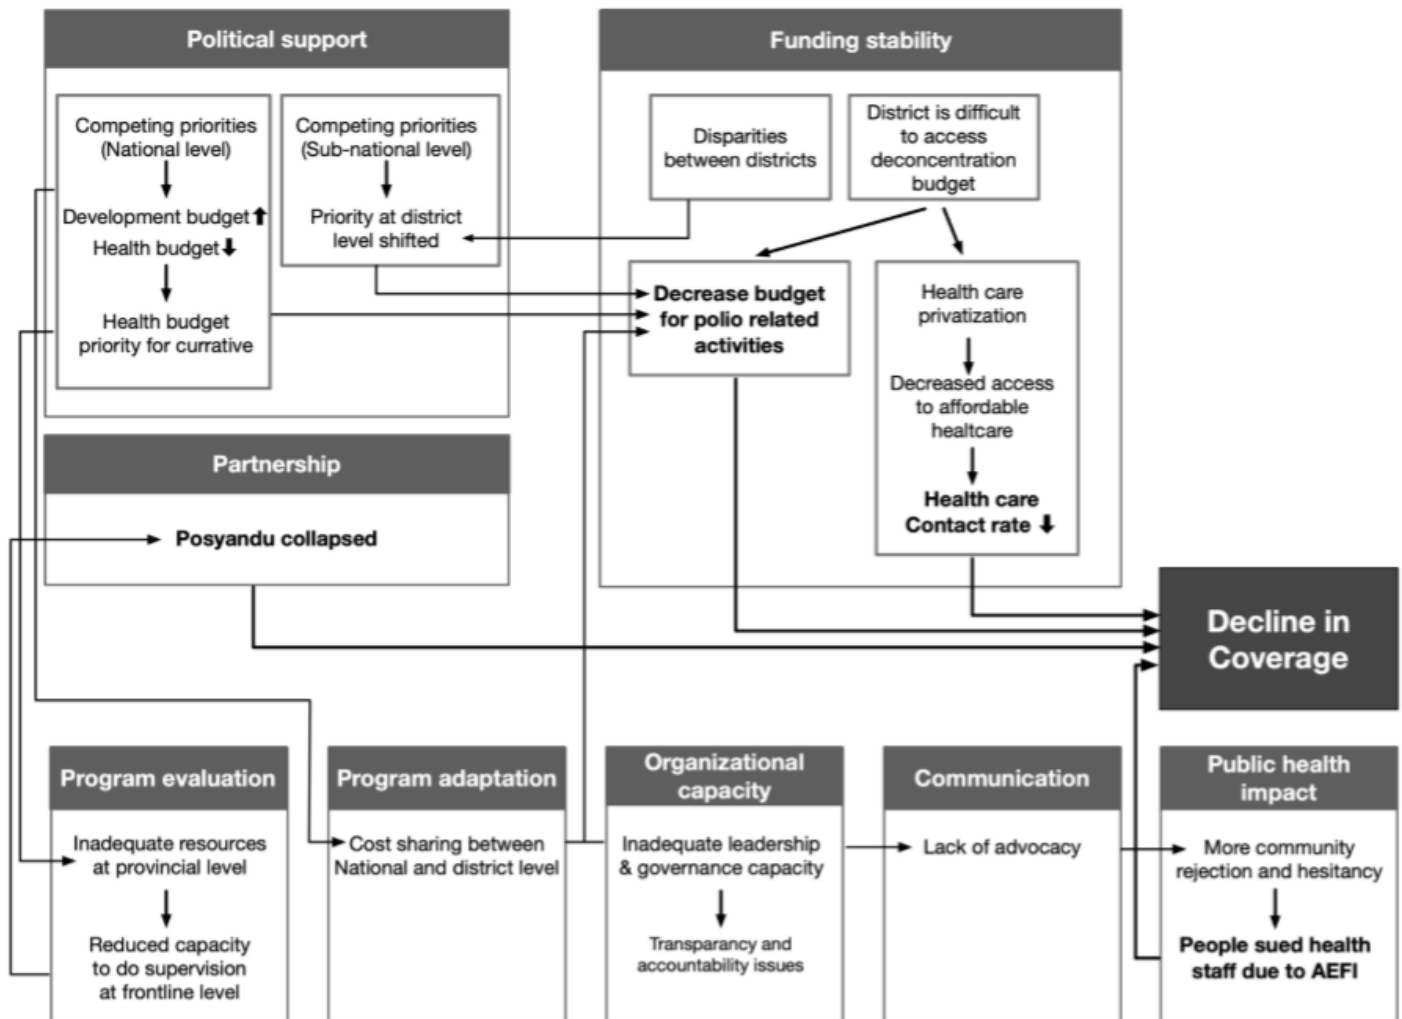 Political support
Competing priorities
(National level)
Development budget
Health budget
Health budget
priority for currative
Competing priorities
(Sub-national level)
Priority at district
level shifted
Funding stability
Disparities
between districts
District is difficult
to access
deconcentration
budget
Decrease budget
for polio related
activities
Health care
privatization
Decreased access
to affordable
healtcare
Health care
Contact rate
Partnership
Posyandu collapsed
Decline in
Coverage
Program evaluation
Inadequate resources
at provincial level
Reduced capacity
to do supervision
at frontline level
Program adaptation
Cost sharing between
National and district level
Organizational
capacity
Inadequate leadership
& governance capacity
Transparancy and
accountability issues
Communication
Lack of advocacy
Public health
impact
More community
rejection and hesitancy
People sued health
staff due to AEFI